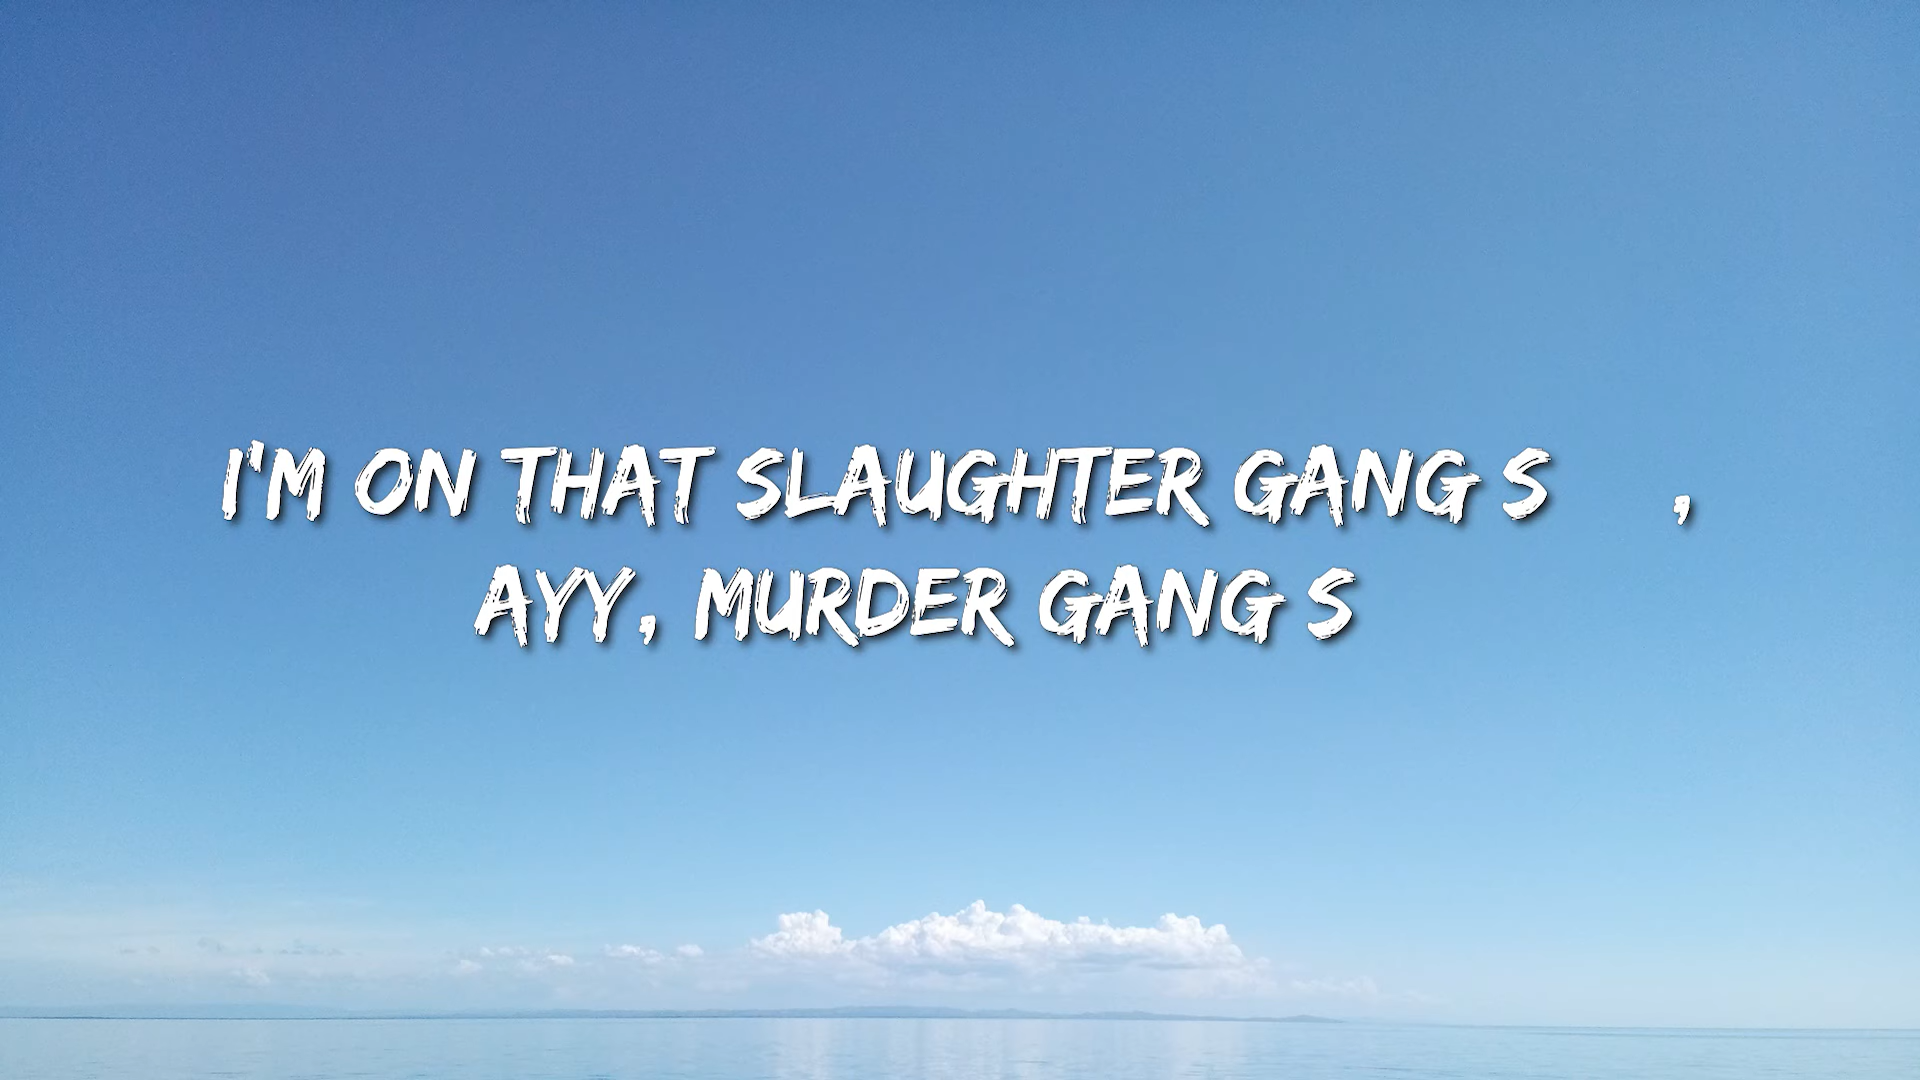 I'M ON THAT SLAUGHTER GANG S    ,
AYY, MURDER GANG S